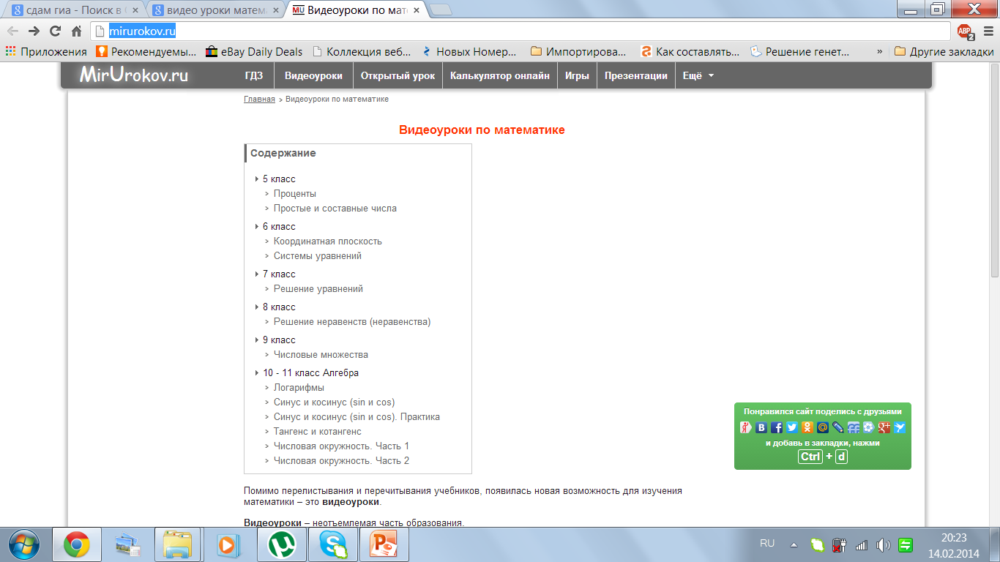 сдам гиа - Поиск в
видео уроки матем
Видеоуроки по мат
mirurokov.ru
ABP
2
Приложения
Рекомендуемы...
eBay Daily Deals
Коллекция веб...
Новых Номер...
Импортирова...
Как составлять...
Решение генет...
»
Другие закладки
MirUrokov.ru
ГДЗ
Видеоуроки
Открытый урок
Калькулятор онлайн
Игры
Презентации
Ещё
Главная > Видеоуроки по математике
Видеоуроки по математике
Содержание
5 класс
Проценты
Простые и составные числа
6 класс
Координатная плоскость
Системы уравнений
7 класс
Решение уравнений
8 класс
Решение неравенств (неравенства)
9 класс
Числовые множества
10 - 11 класс Алгебра
Логарифмы
Синус и косинус (sin и cos)
Синус и косинус (sin и cos). Практика
Тангенс и котангенс
Числовая окружность. Часть 1
Числовая окружность. Часть 2
Понравился сайт поделись с друзьями
и добавь в закладки, нажми
Ctrl + d
Помимо перелистывания и перечитывания учебников, появилась новая возможность для изучения
математики – это видеоуроки.
Видеоуроки – неотъемлемая часть образования.
RU
20:23
14.02.2014